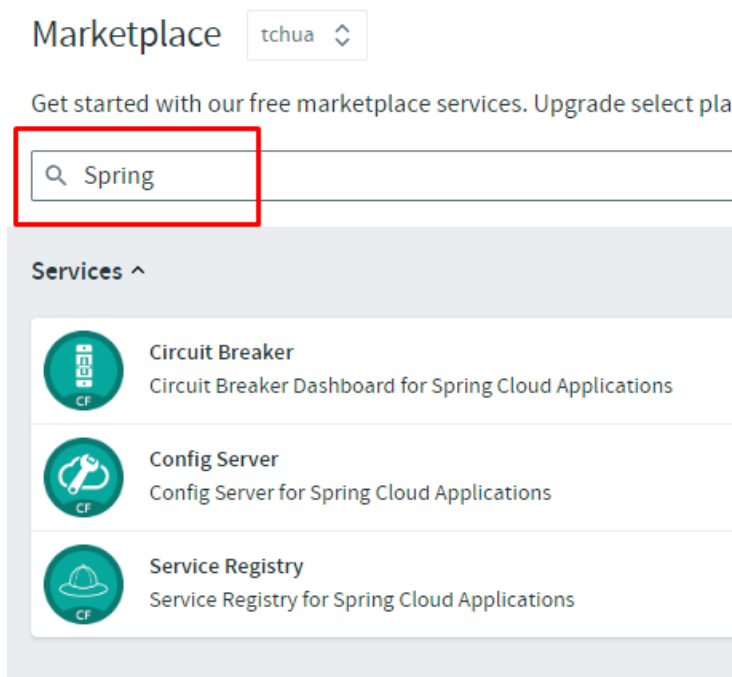 Marketplace tchua
Get started with our free marketplace services. Upgrade select pla
Spring
Services
CF
Circuit Breaker
Circuit Breaker Dashboard for Spring Cloud Applications
CF
Config Server
Config Server for Spring Cloud Applications
CF
Service Registry
Service Registry for Spring Cloud Applications